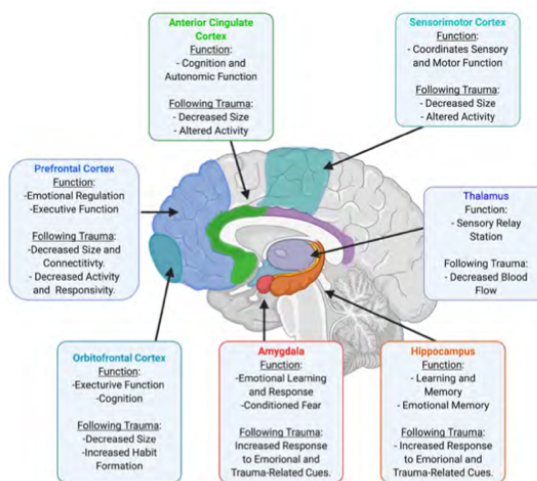 Anterior Cingulate
Cortex
Function:
- Cognition and
Autonomic Function
Following Trauma:
- Decreased Size
- Altered Activity
Sensorimotor Cortex
Function:
- Coordinates Sensory
and Motor Function
Following Trauma:
- Decreased Size
- Altered Activity
Prefrontal Cortex
Function:
-Emotional Regulation
-Executive Function
Following Trauma:
-Decreased Size and
Connectitivty.
- Decreased Activity
and Responsivity.
Thalamus
Function:
- Sensory Relay
Station
Following Trauma:
- Decreased Blood
Flow
Orbitofrontal Cortex
Function:
-Execturive Function
-Cognition
Following Trauma:
-Decreased Size
-Increased Habit
Formation
Amygdala
Function:
-Emotional Learning
and Response
-Conditioned Fear
Following Trauma:
Increased Response
to Emorional and
Trauma-Related Cues.
Hippocampus
Function:
- Learning and
Memory
- Emotional Memory
Following Trauma:
- Increased Response
to Emorional and
Trauma-Related Cues.